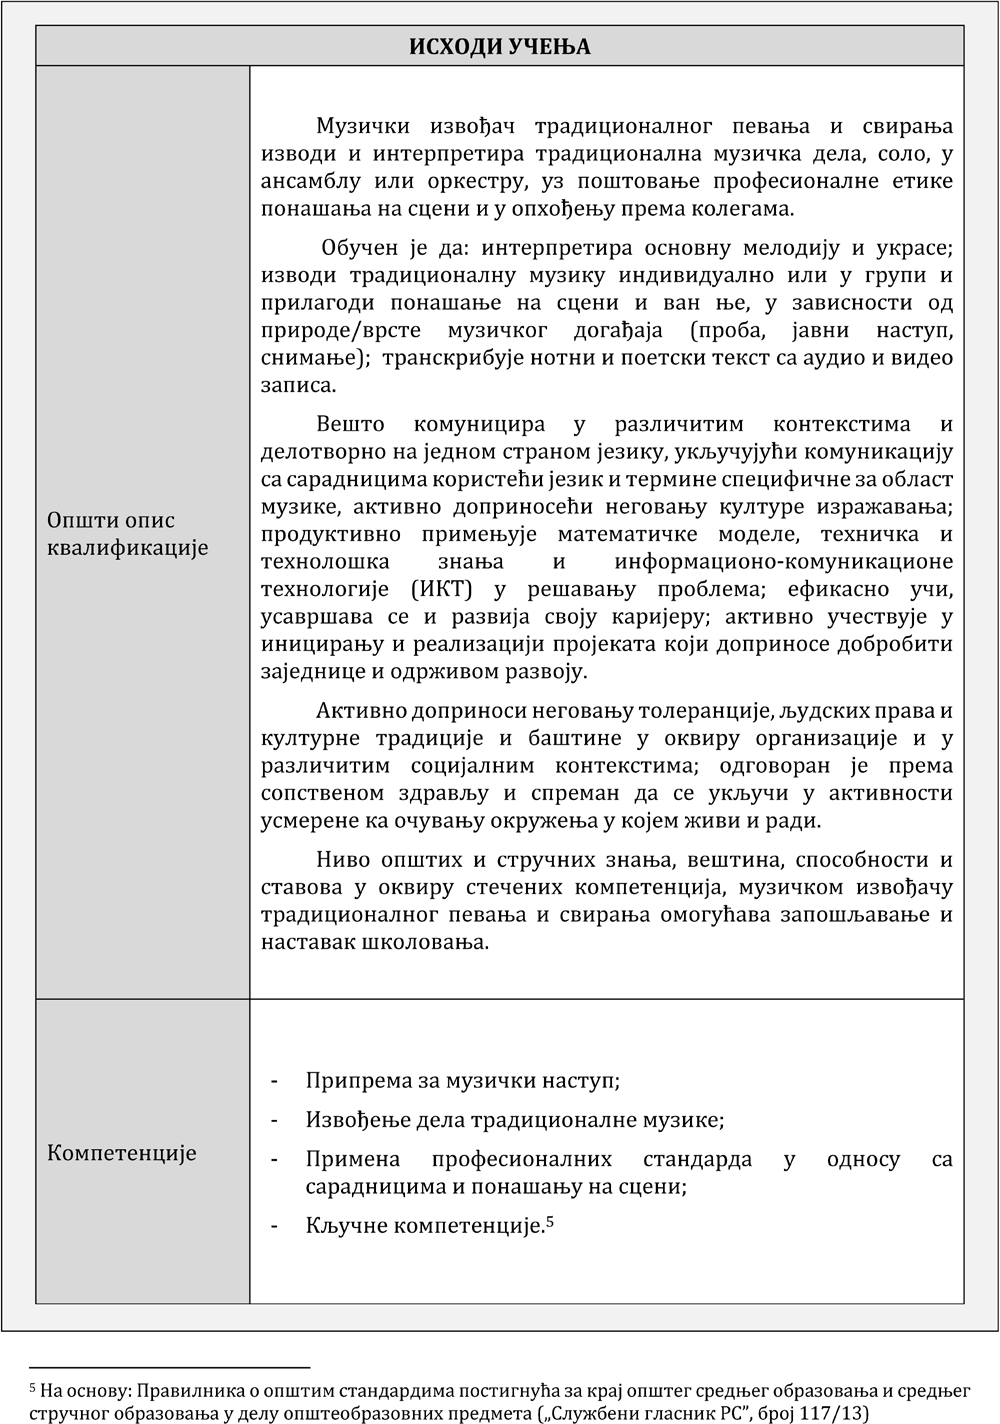 ИСХОДИ УЧЕЊА
Општи опис
квалификације
Музички извођач традиционалног певања и свирања
изводи и интерпретира традиционална музичка дела, соло, у
ансамблу или оркестру, уз поштовање професионалне етике
понашања на сцени и у опхођењу према колегама.
Обучен је да: интерпретира основну мелодију и украсе;
изводи традиционалну музику индивидуално или у групи и
прилагоди понашање на сцени и ван ње, у зависности од
природе/врсте музичког догађаја (проба, јавни наступ,
снимање); транскрибује нотни и поетски текст са аудио и видео
записа.
Вешто комуницира у различитим контекстима и
делотворно на једном страном језику, укључујући комуникацију
са сарадницима користећи језик и термине специфичне за област
музике, активно доприносећи неговању културе изражавања;
продуктивно примењује математичке моделе, техничка и
технолошка знања и информационо-комуникационе
технологије (ИКТ) у решавању проблема; ефикасно учи,
усавршава се и развија своју каријеру; активно учествује у
иницирању и реализацији пројеката који доприносе добробити
заједнице и одрживом развоју.
Активно доприноси неговању толеранције, људских права и
културне традиције и баштине у оквиру организације и у
различитим социјалним контекстима; одговоран је према
сопственом здрављу и спреман да се укључи у активности
усмерене ка очувању окружења у којем живи и ради.
Ниво општих и стручних знања, вештина, способности и
ставова у оквиру стечених компетенција, музичком извођачу
традиционалног певања и свирања омогућава запошљавање и
наставак школовања.
Компетенције
- Припрема за музички наступ;
- Извођење дела традиционалне музике;
- Примена професионалних стандарда у односу са
сарадницима и понашању на сцени;
- Кључне компетенције.⁵
⁵ На основу: Правилника о општим стандардима постигнућа за крај општег средњег образовања и средњег
стручног образовања у делу општеобразовних предмета („Службени гласник РС”, број 117/13)